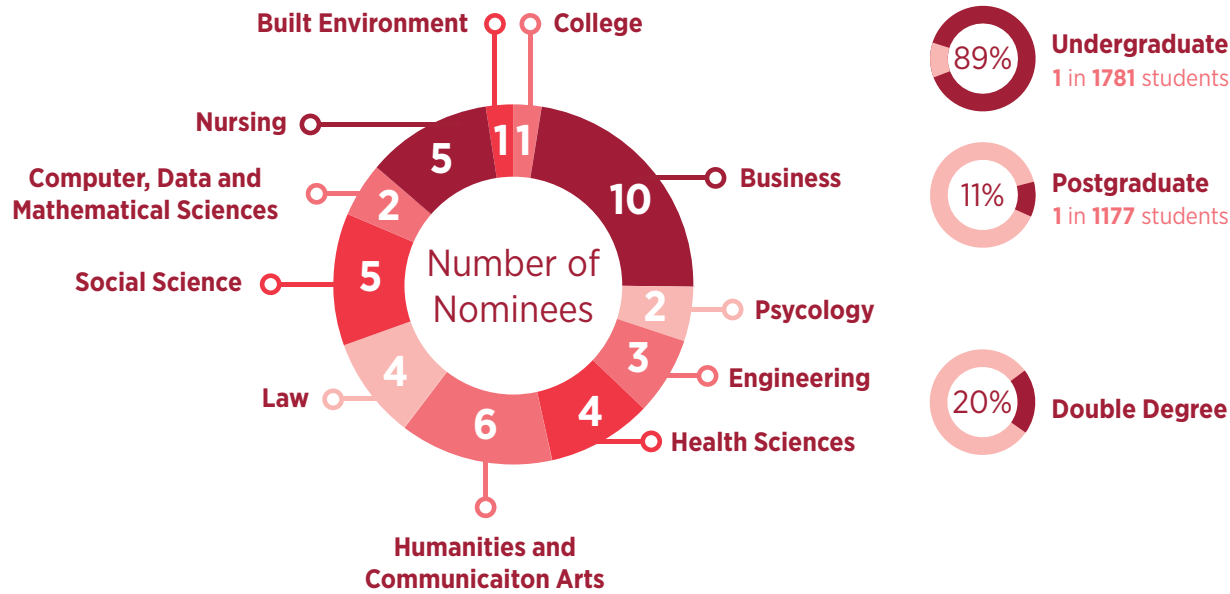 Built Environment
College
Nursing
Computer, Data and
Mathematical Sciences
Social Science
Law
Humanities and
Communicaiton Arts
Health Sciences
Engineering
Psycology
Business
1
1
10
2
3
4
6
4
5
2
5
Number of
Nominees
89%
Undergraduate
1 in 1781 students
11%
Postgraduate
1 in 1177 students
20%
Double Degree